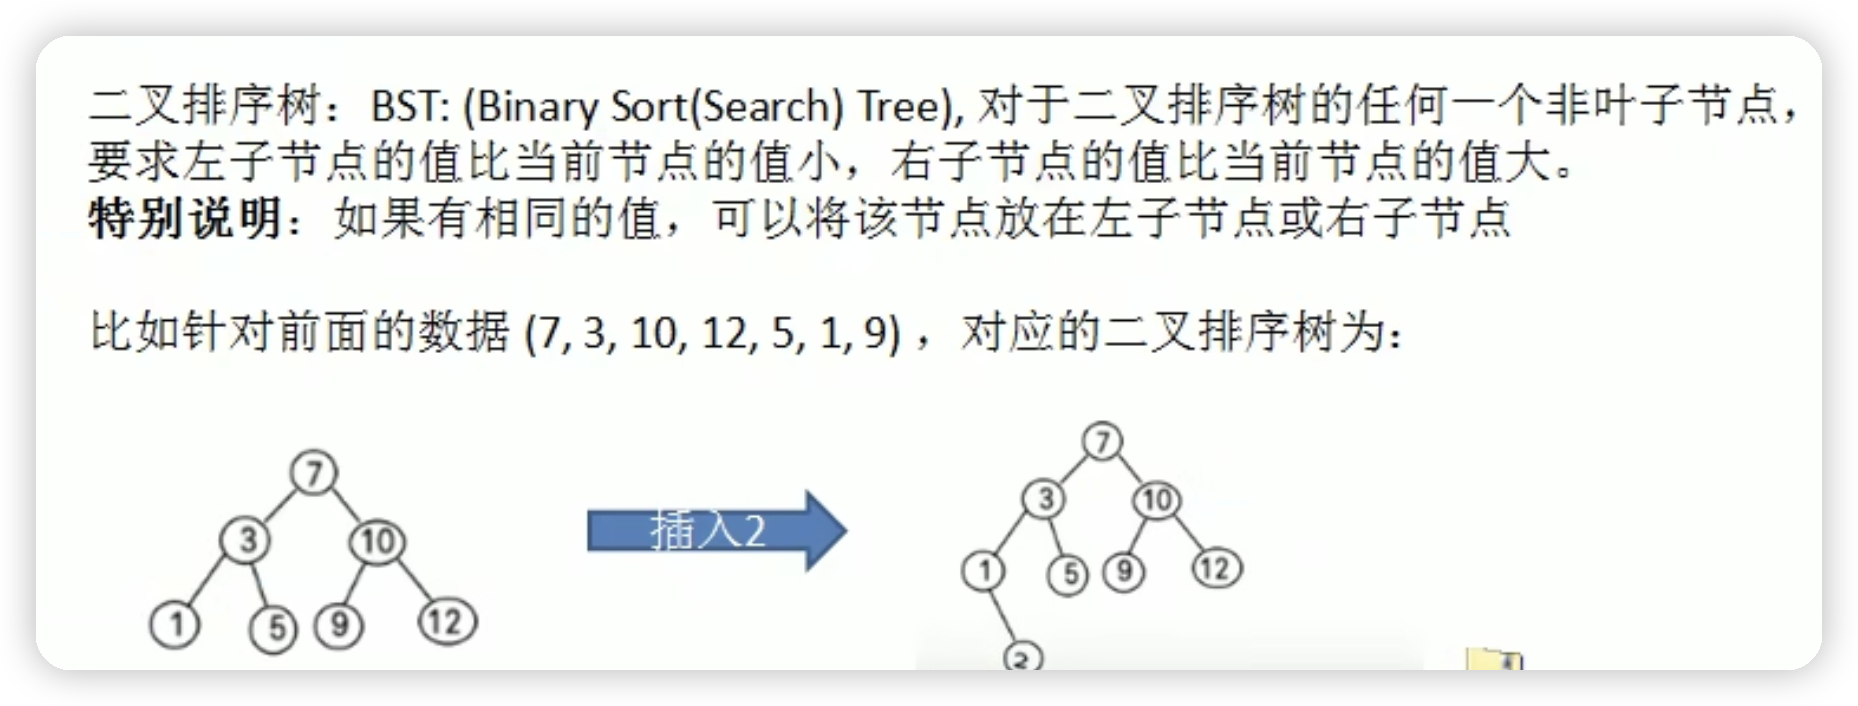 二叉排序树：BST: (Binary Sort(Search) Tree), 对于二叉排序树的任何一个非叶子节点，
要求左子节点的值比当前节点的值小，右子节点的值比当前节点的值大。
特别说明：如果有相同的值，可以将该节点放在左子节点或右子节点
比如针对前面的数据 (7, 3, 10, 12, 5, 1, 9) ，对应的二叉排序树为：
7
3 10
1 5 9 12
插入2
7
3 10
1 5 9 12
2